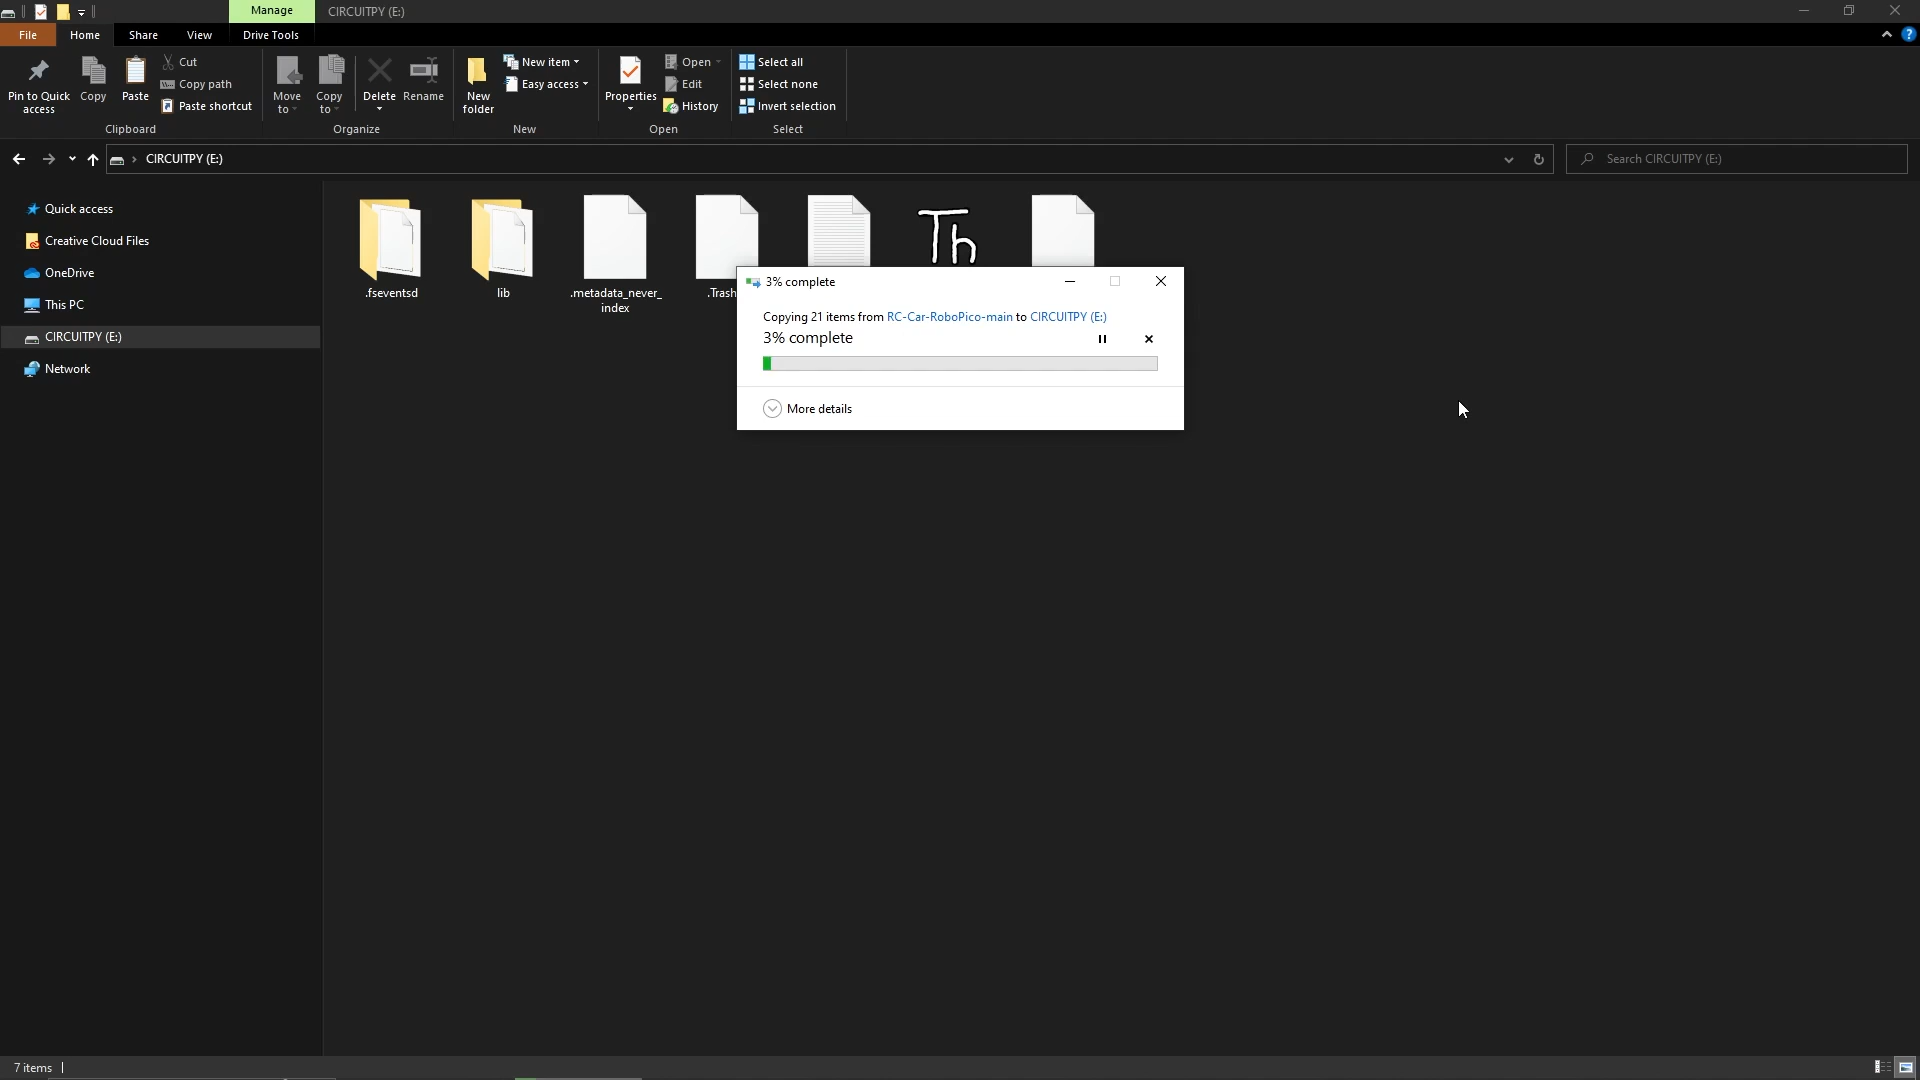 Manage
CIRCUITPY (E:)
File
Home
Share
View
Drive Tools
Pin to Quick
access
Copy
Paste
Cut
Copy path
Paste shortcut
Clipboard
Move
to
Copy
to
Delete
Rename
Organize
New
folder
New item
Easy access
New
Properties
Open
Edit
History
Open
Select all
Select none
Invert selection
Select
CIRCUITPY (E:)
Search CIRCUITPY (E:)
Quick access
Creative Cloud Files
OneDrive
This PC
CIRCUITPY (E:)
Network
.fseventsd
lib
.metadata_never_
index
.Trash
Th
3% complete
Copying 21 items from RC-Car-RoboPico-main to CIRCUITPY (E:)
3% complete
More details
7 items